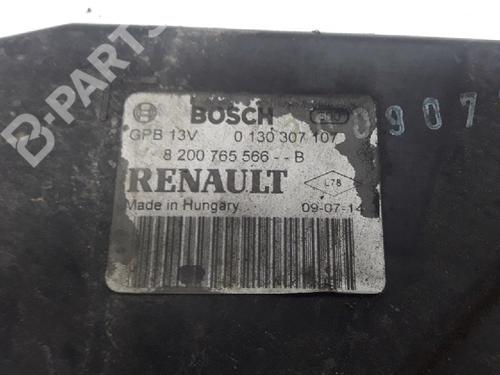 B-Parts
BOSCH
GPB 13V 0 130 307 107
8 200 765 566 - - B
RENAULT
L78
Made in Hungary 09-07-14
0907